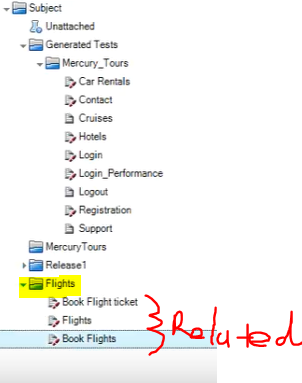 Subject
Unattached
Generated Tests
Mercury_Tours
Car Rentals
Contact
Cruises
Hotels
Login
Login_Performance
Logout
Registration
Support
MercuryTours
Release1
Flights
Book Flight ticket
Flights
Book Flights
Related